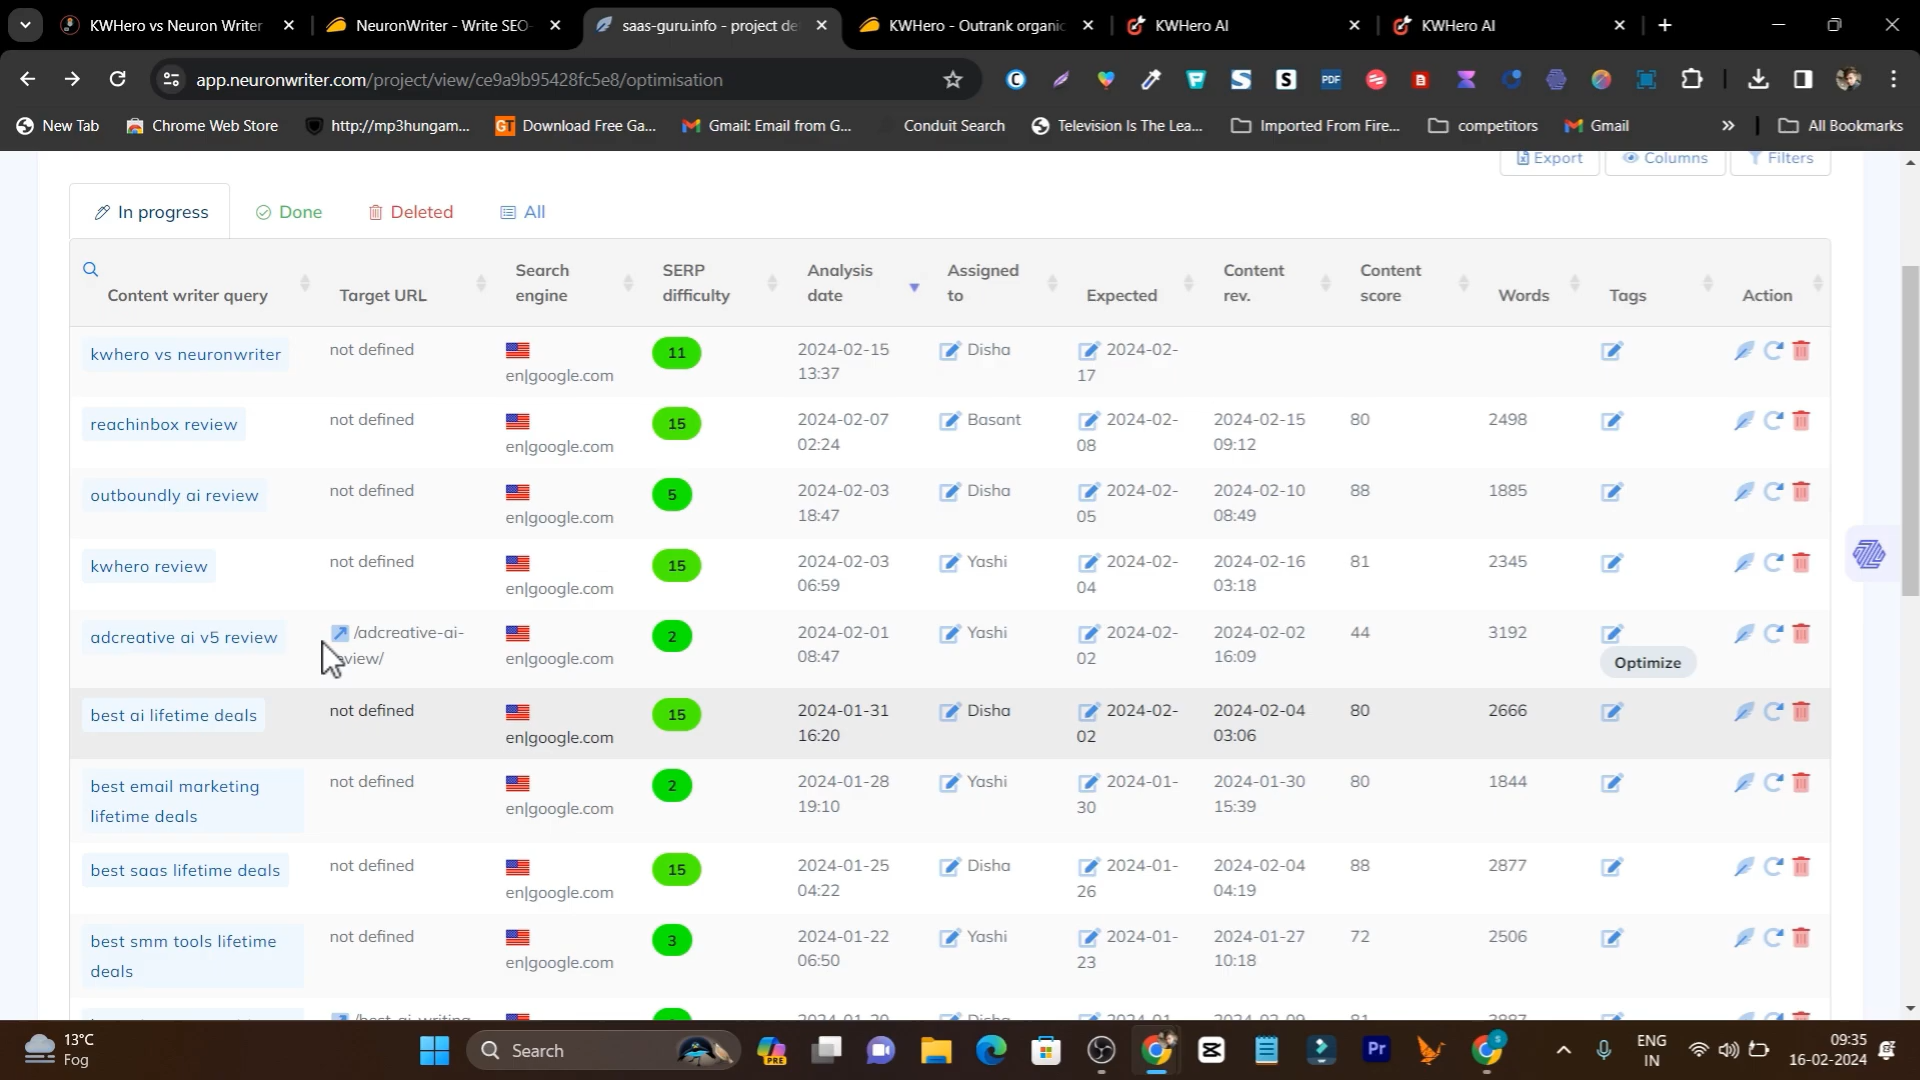 KWHero vs Neuron Writer
NeuronWriter - Write SEO
saas-guru.info - project de
KWHero - Outrank organic
KWHero AI
KWHero AI
app.neuronwriter.com/project/view/ce9a9b95428fc5e8/optimisation
New Tab
Chrome Web Store
http://mp3hungam...
GT Download Free Ga...
Gmail: Email from G...
Conduit Search
Television Is The Lea...
Imported From Fire...
competitors
Gmail
All Bookmarks
Export
Columns
Filters
In progress
Done
Deleted
All
Content writer query
Target URL
Search
engine
SERP
difficulty
Analysis
date
Assigned
to
Expected
Content
rev.
Content
score
Words
Tags
Action
kwhero vs neuronwriter not defined en|google.com 11 2024-02-15 13:37 Disha 2024-02-17
reachinbox review not defined en|google.com 15 2024-02-07 02:24 Basant 2024-02-08 2024-02-15 09:12 80 2498
outboundly ai review not defined en|google.com 5 2024-02-03 18:47 Disha 2024-02-05 2024-02-10 08:49 88 1885
kwhero review not defined en|google.com 15 2024-02-03 06:59 Yashi 2024-02-04 2024-02-16 03:18 81 2345
adcreative ai v5 review /adcreative-ai- view/ en|google.com 2 2024-02-01 08:47 Yashi 2024-02-02 2024-02-02 16:09 44 3192 Optimize
best ai lifetime deals not defined en|google.com 15 2024-01-31 16:20 Disha 2024-02-02 2024-02-04 03:06 80 2666
best email marketing lifetime deals not defined en|google.com 2 2024-01-28 19:10 Yashi 2024-01-30 2024-01-30 15:39 80 1844
best saas lifetime deals not defined en|google.com 15 2024-01-25 04:22 Disha 2024-01-26 2024-02-04 04:19 88 2877
best smm tools lifetime deals not defined en|google.com 3 2024-01-22 06:50 Yashi 2024-01-23 2024-01-27 10:18 72 2506
13°C
Fog
Search
PRE
Pr
ENG
IN
09:35
16-02-2024